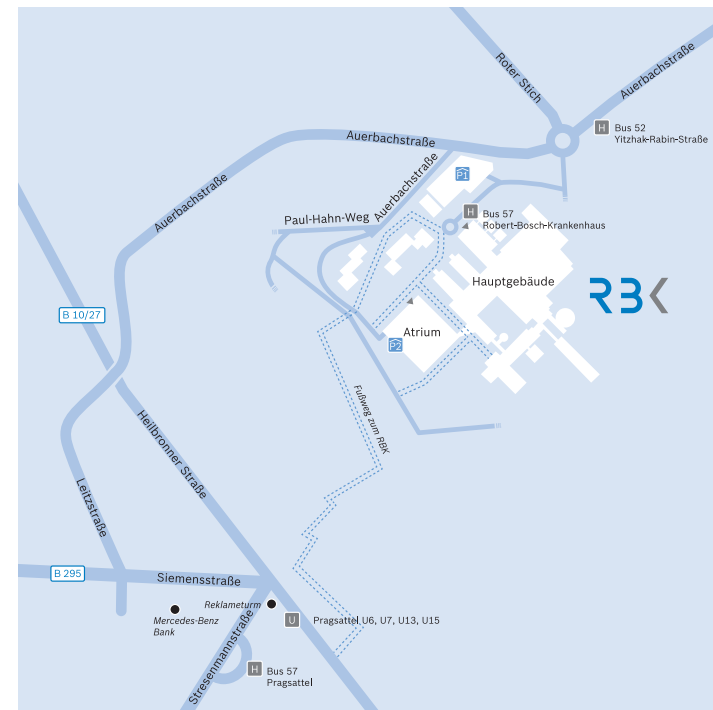 Roter Stich
Auerbachstraße
H Bus 52
Yitzhak-Rabin-Straße
Auerbachstraße
P1
Auerbachstraße
Auerbachstraße
Paul-Hahn-Weg
H Bus 57
Robert-Bosch-Krankenhaus
Hauptgebäude
RBK
B 10/27
Atrium
P2
Fußweg zum RBK
Heilbronner Straße
Leitzstraße
B 295
Siemensstraße
Reklameturm
Mercedes-Benz
Bank
U Pragsattel U6, U7, U13, U15
Stresenmannstraße
H Bus 57
Pragsattel